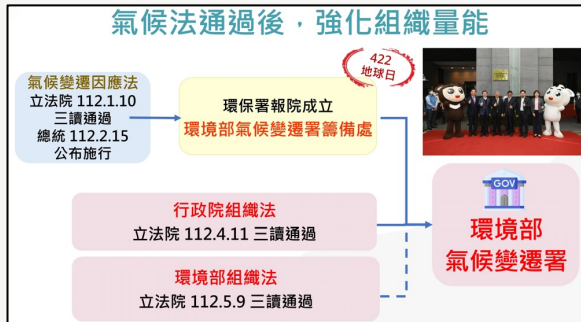 氣候法通過後，強化組織量能
422
地球日
氣候變遷因應法
立法院 112.1.10
三讀通過
總統 112.2.15
公布施行
環保署報院成立
環境部氣候變遷署籌備處
行政院組織法
立法院 112.4.11 三讀通過
環境部組織法
立法院 112.5.9 三讀通過
GOV
環境部
氣候變遷署